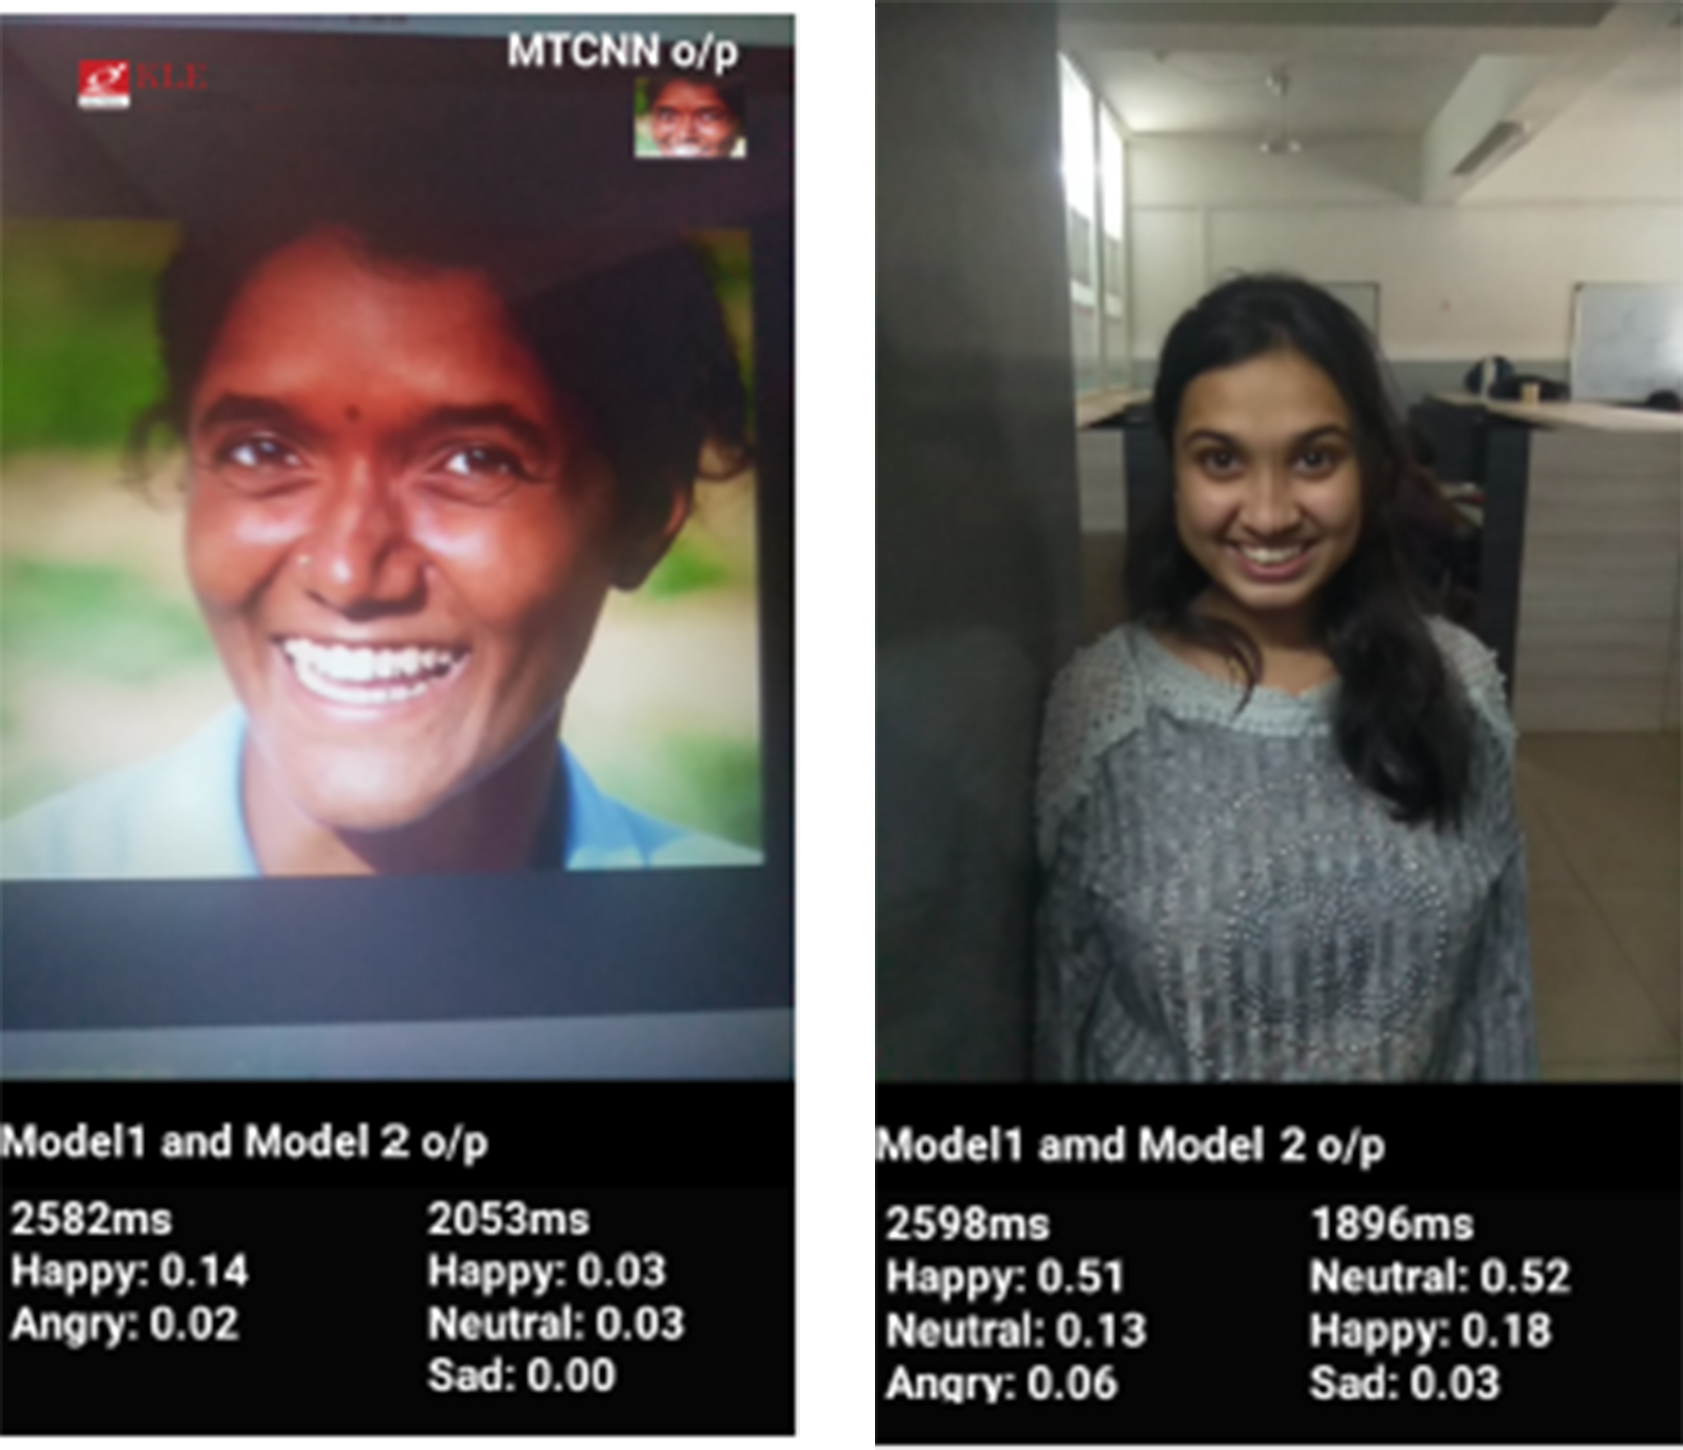 MTCNN o/p
KLE
Model1 and Model 2 o/p
2582ms
Happy: 0.14
Angry: 0.02
2053ms
Happy: 0.03
Neutral: 0.03
Sad: 0.00
Model1 amd Model 2 o/p
2598ms
Happy: 0.51
Neutral: 0.13
Angry: 0.06
1896ms
Neutral: 0.52
Happy: 0.18
Sad: 0.03